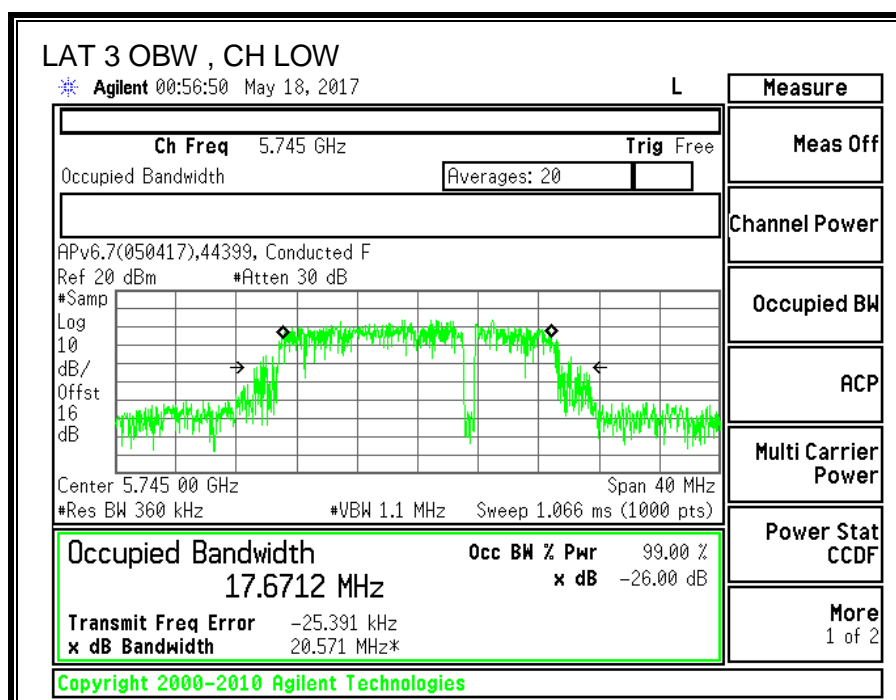 LAT 3 OBW , CH LOW
Agilent 00:56:50 May 18, 2017 L
Measure
Ch Freq 5.745 GHz Trig Free
Meas Off
Occupied Bandwidth Averages: 20
Channel Power
APv6.7(050417),44399, Conducted F
Ref 20 dBm #Atten 30 dB
#Samp
Log
10
dB/
Offst
16
dB
Occupied BW
ACP
Multi Carrier
Power
Center 5.745 00 GHz Span 40 MHz
#Res BW 360 kHz #VBW 1.1 MHz Sweep 1.066 ms (1000 pts)
Power Stat
CCDF
Occupied Bandwidth Occ BW % Pwr 99.00 %
17.6712 MHz x dB -26.00 dB
Transmit Freq Error -25.391 kHz
x dB Bandwidth 20.571 MHz*
More
1 of 2
Copyright 2000-2010 Agilent Technologies